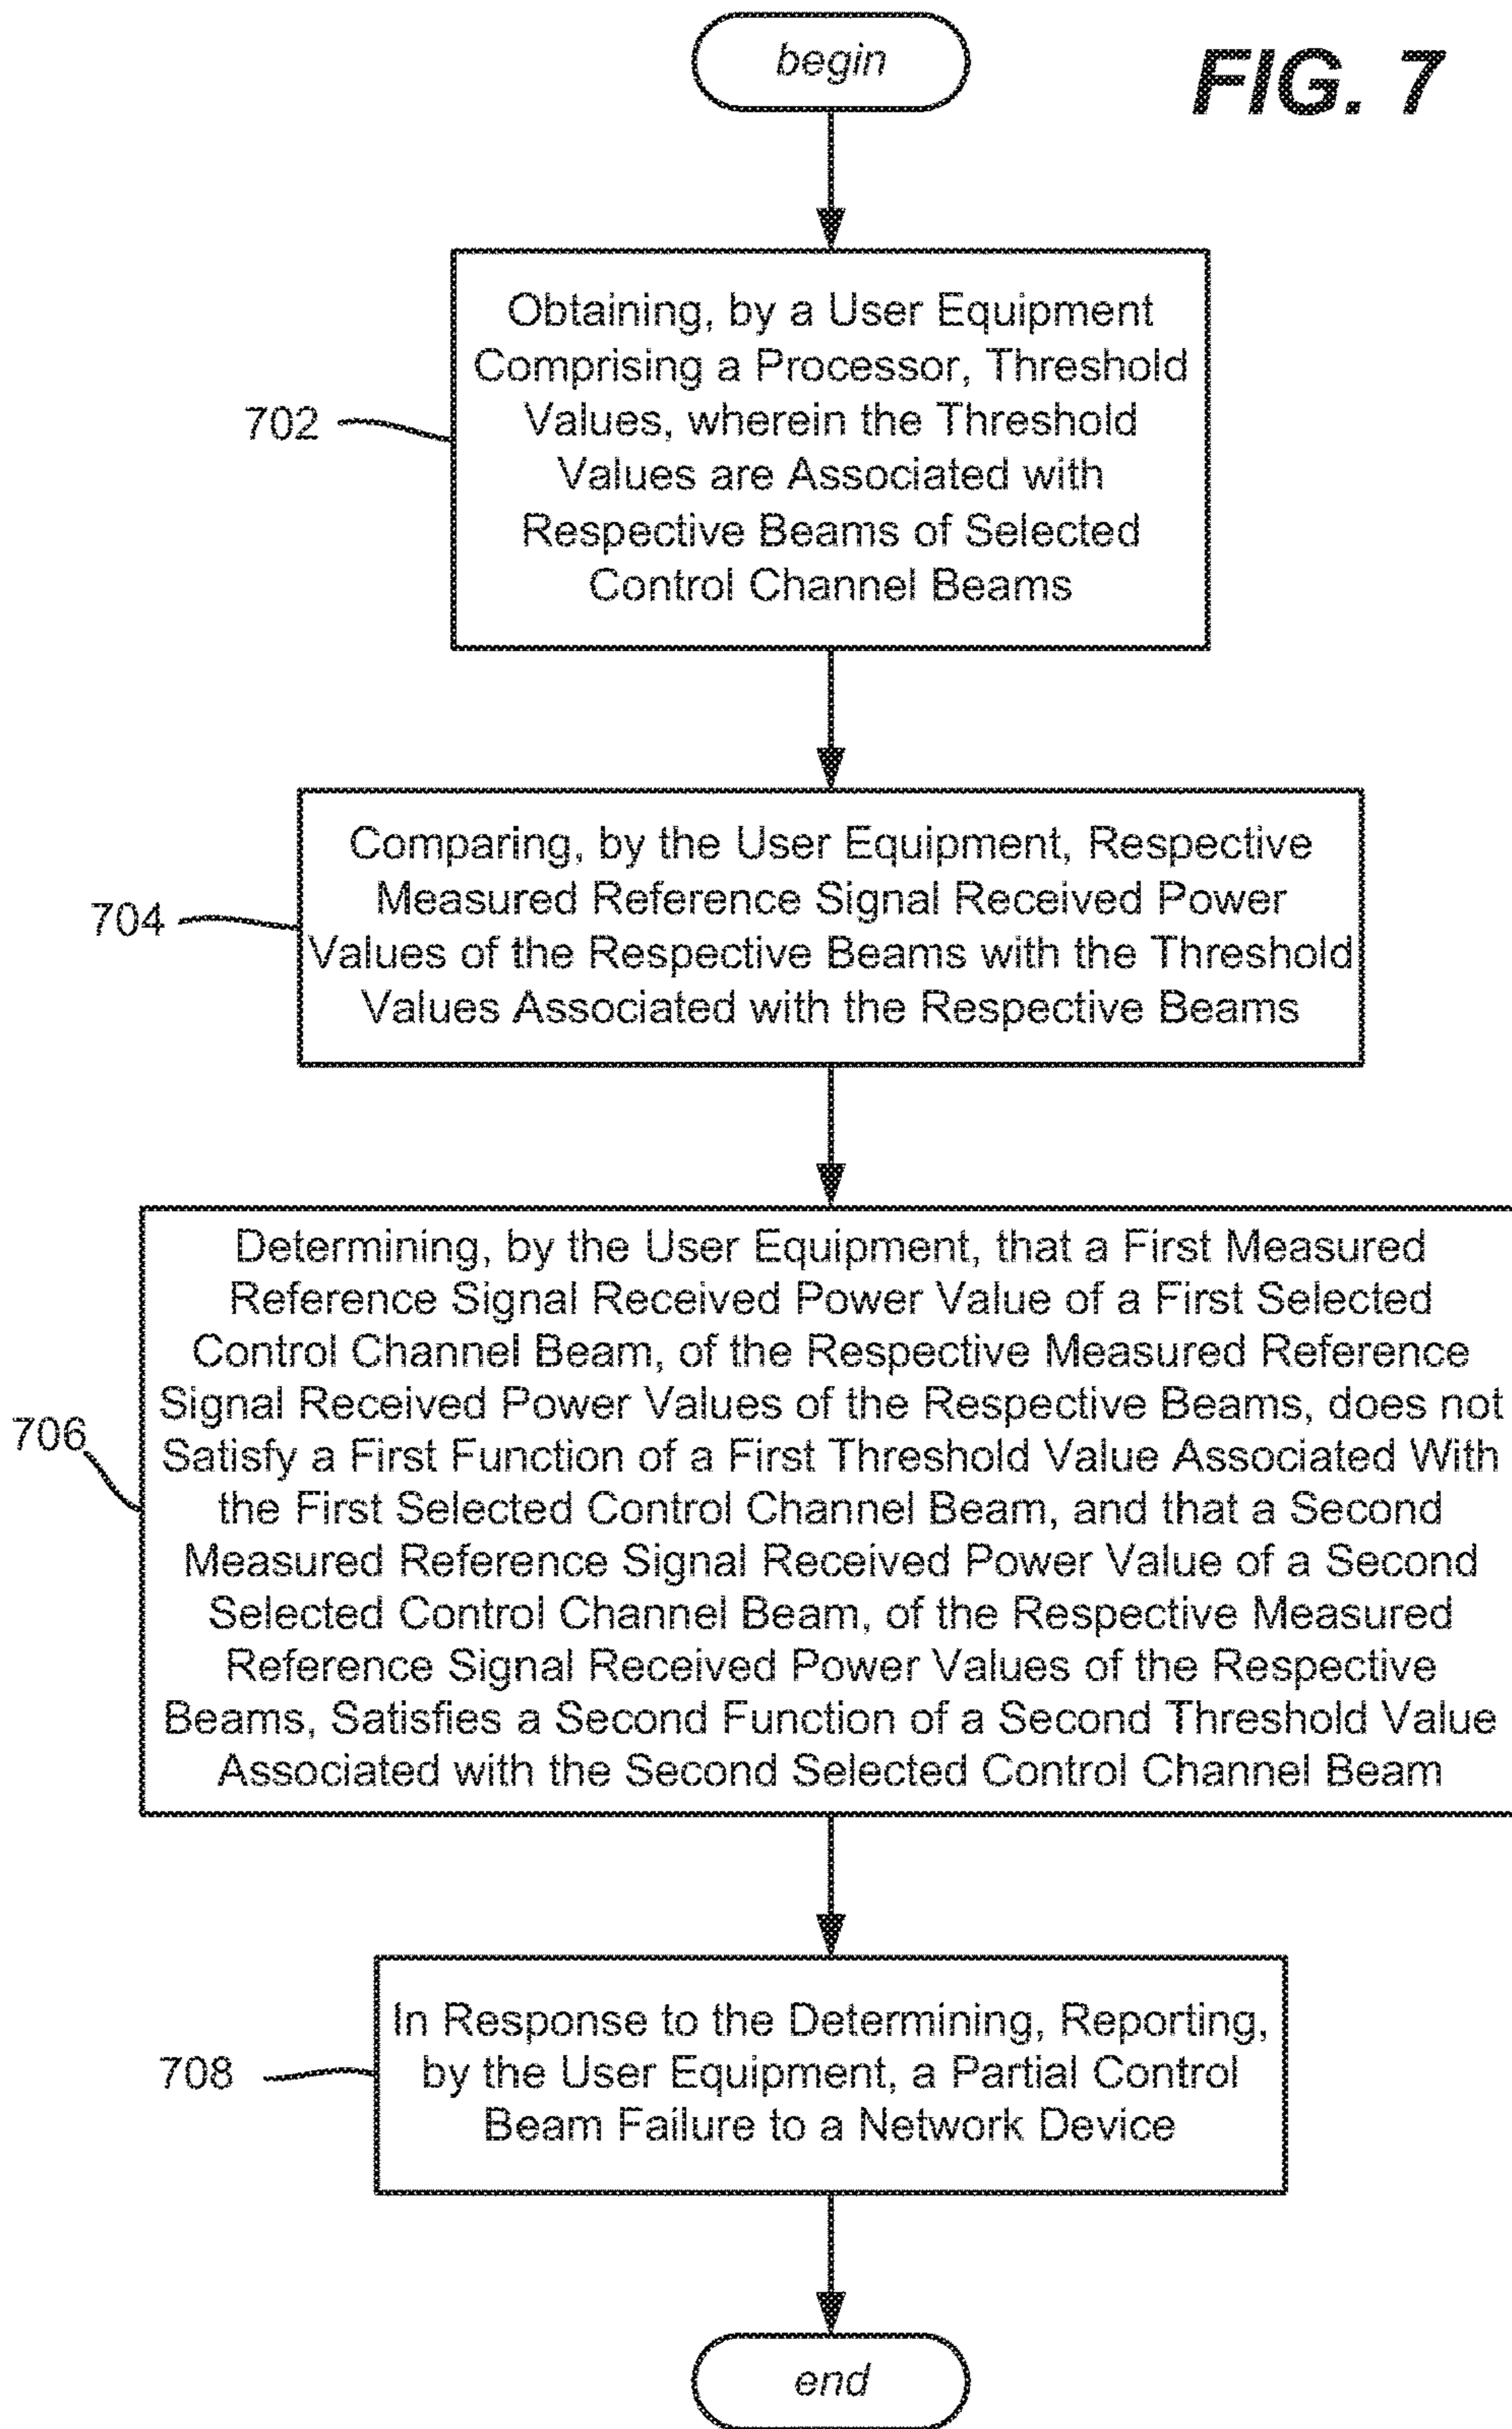 begin
FIG. 7
702
Obtaining, by a User Equipment
Comprising a Processor, Threshold
Values, wherein the Threshold
Values are Associated with
Respective Beams of Selected
Control Channel Beams
704
Comparing, by the User Equipment, Respective
Measured Reference Signal Received Power
Values of the Respective Beams with the Threshold
Values Associated with the Respective Beams
706
Determining, by the User Equipment, that a First Measured
Reference Signal Received Power Value of a First Selected
Control Channel Beam, of the Respective Measured Reference
Signal Received Power Values of the Respective Beams, does not
Satisfy a First Function of a First Threshold Value Associated With
the First Selected Control Channel Beam, and that a Second
Measured Reference Signal Received Power Value of a Second
Selected Control Channel Beam, of the Respective Measured
Reference Signal Received Power Values of the Respective
Beams, Satisfies a Second Function of a Second Threshold Value
Associated with the Second Selected Control Channel Beam
708
In Response to the Determining, Reporting,
by the User Equipment, a Partial Control
Beam Failure to a Network Device
end